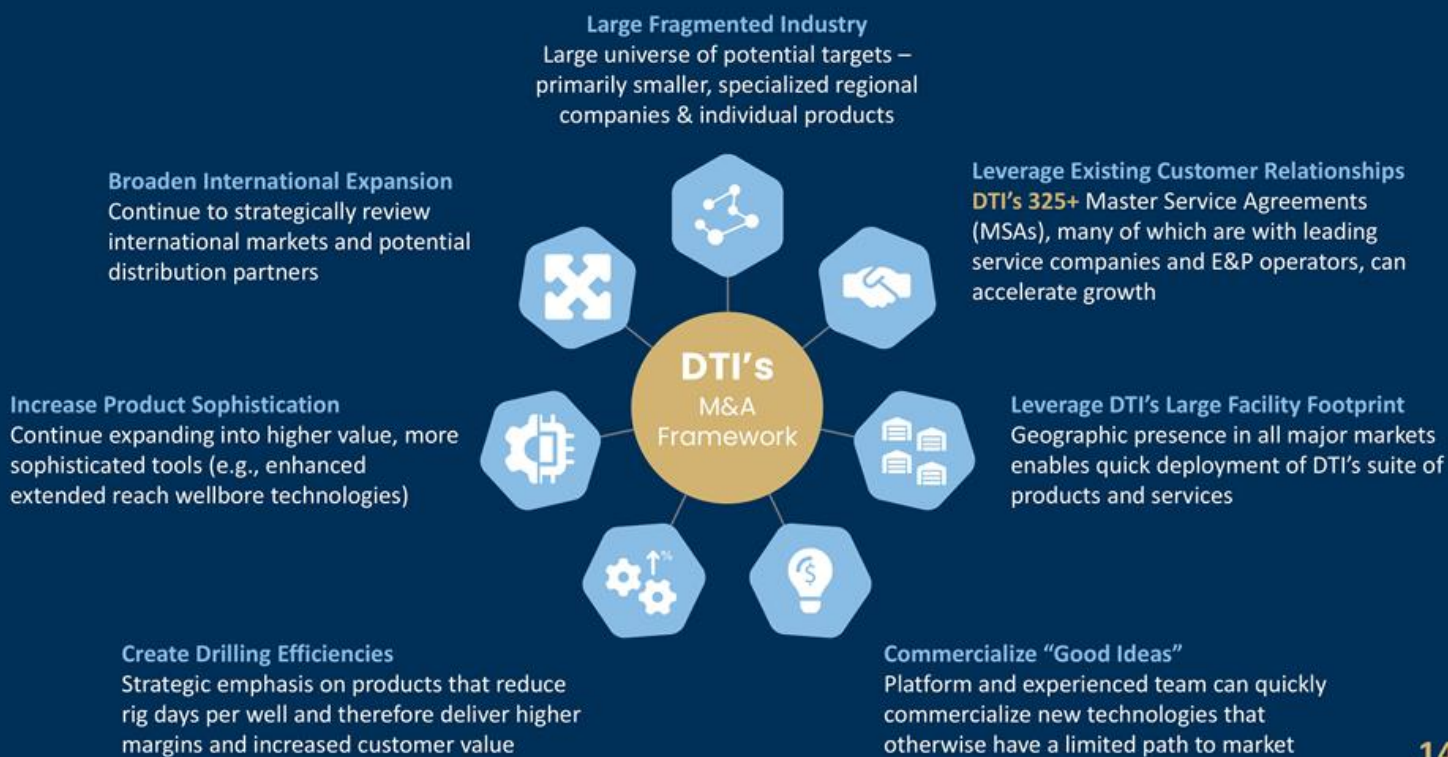 Large Fragmented Industry
Large universe of potential targets –
primarily smaller, specialized regional
companies & individual products
Leverage Existing Customer Relationships
DTI’s 325+ Master Service Agreements
(MSAs), many of which are with leading
service companies and E&P operators, can
accelerate growth
Leverage DTI’s Large Facility Footprint
Geographic presence in all major markets
enables quick deployment of DTI’s suite of
products and services
Commercialize “Good Ideas”
Platform and experienced team can quickly
commercialize new technologies that
otherwise have a limited path to market
Create Drilling Efficiencies
Strategic emphasis on products that reduce
rig days per well and therefore deliver higher
margins and increased customer value
Increase Product Sophistication
Continue expanding into higher value, more
sophisticated tools (e.g., enhanced
extended reach wellbore technologies)
Broaden International Expansion
Continue to strategically review
international markets and potential
distribution partners
DTI’s
M&A
Framework
$
%